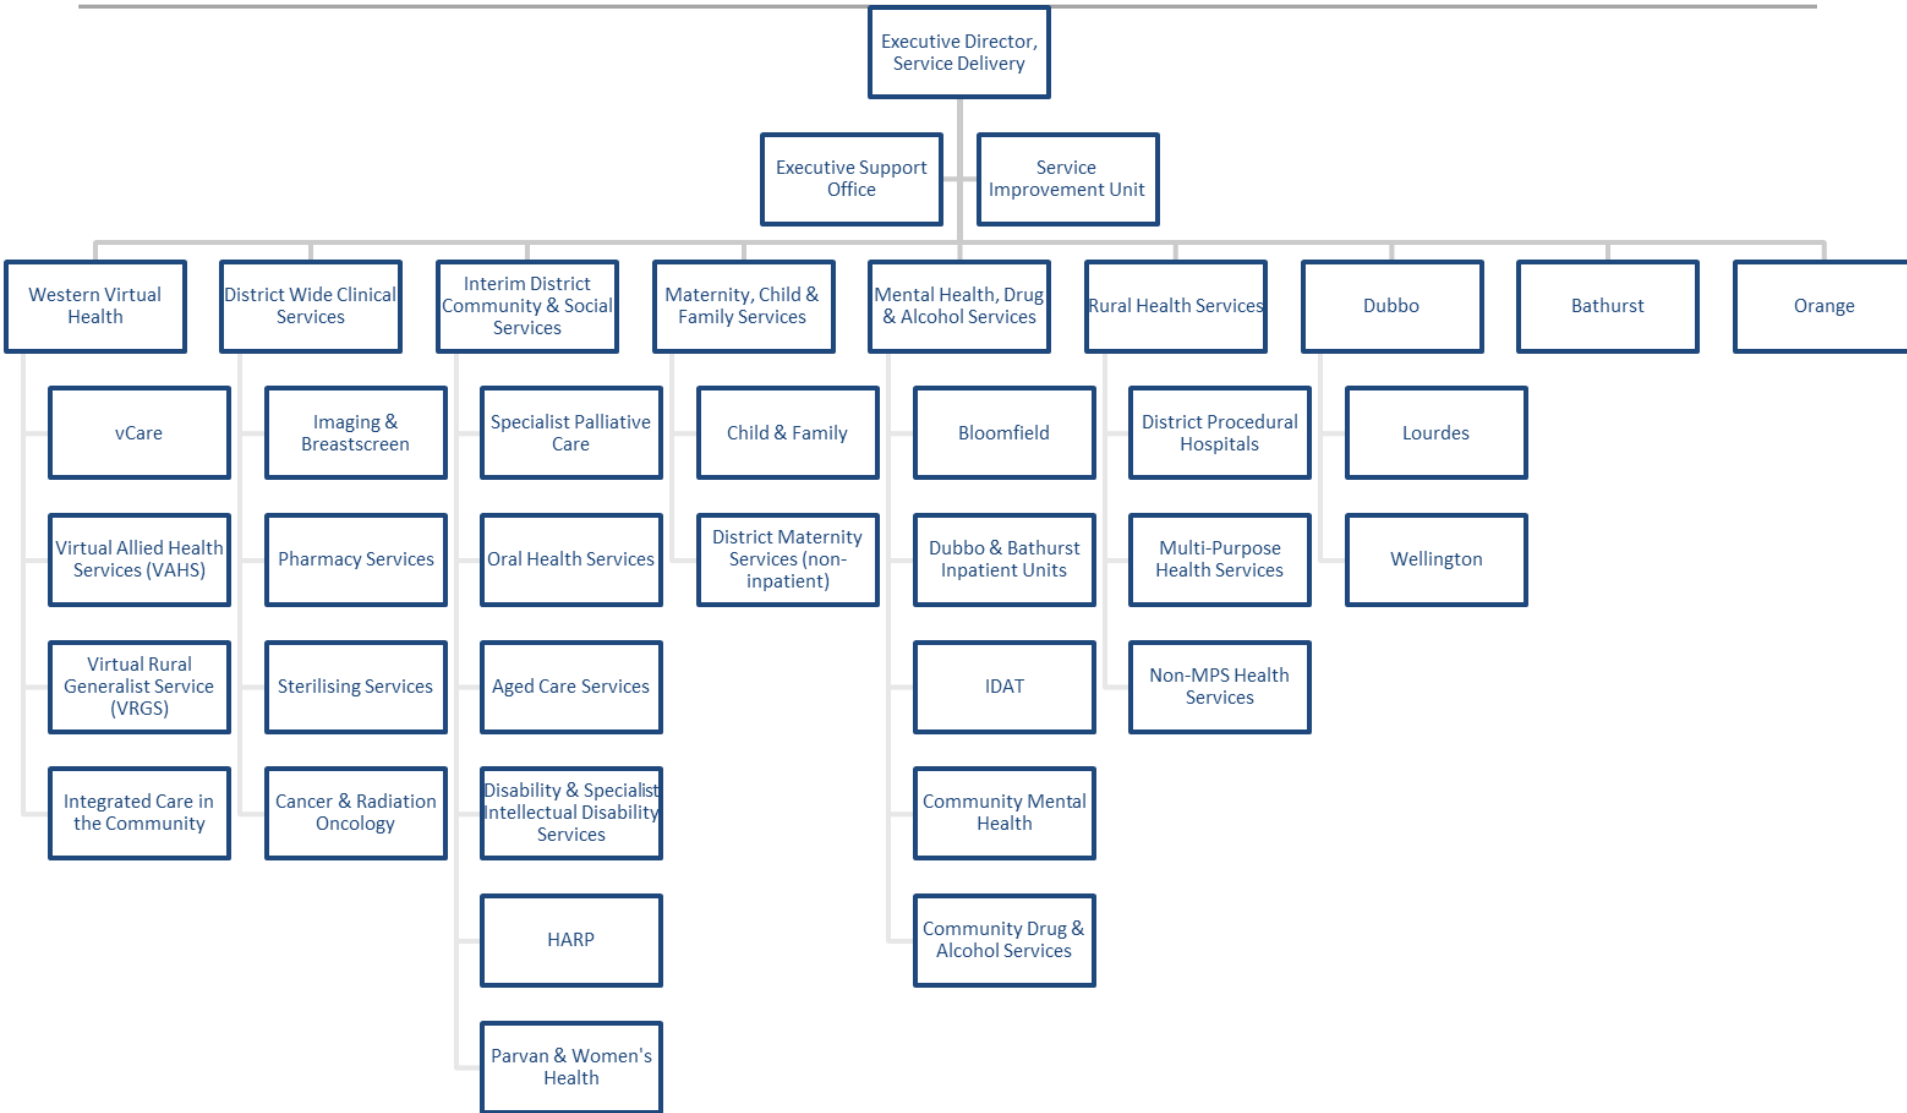 Executive Director,
Service Delivery
Executive Support
Office
Service
Improvement Unit
Western Virtual
Health
District Wide Clinical
Services
Interim District
Community & Social
Services
Maternity, Child &
Family Services
Mental Health, Drug
& Alcohol Services
Rural Health Services
Dubbo
Bathurst
Orange
vCare
Virtual Allied Health
Services (VAHS)
Virtual Rural
Generalist Service
(VRGS)
Integrated Care in
the Community
Imaging &
Breastscreen
Pharmacy Services
Sterilising Services
Cancer & Radiation
Oncology
Specialist Palliative
Care
Oral Health Services
Aged Care Services
Disability & Specialist
Intellectual Disability
Services
HARP
Parvan & Women's
Health
Child & Family
District Maternity
Services (non-
inpatient)
Bloomfield
Dubbo & Bathurst
Inpatient Units
IDAT
Community Mental
Health
Community Drug &
Alcohol Services
District Procedural
Hospitals
Multi-Purpose
Health Services
Non-MPS Health
Services
Lourdes
Wellington